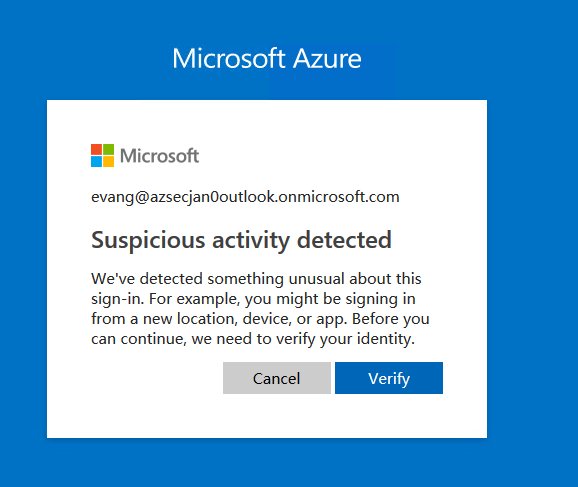 Microsoft Azure
Microsoft
evang@azsecjan0outlook.onmicrosoft.com
Suspicious activity detected
We've detected something unusual about this
sign-in. For example, you might be signing in
from a new location, device, or app. Before you
can continue, we need to verify your identity.
Cancel Verify